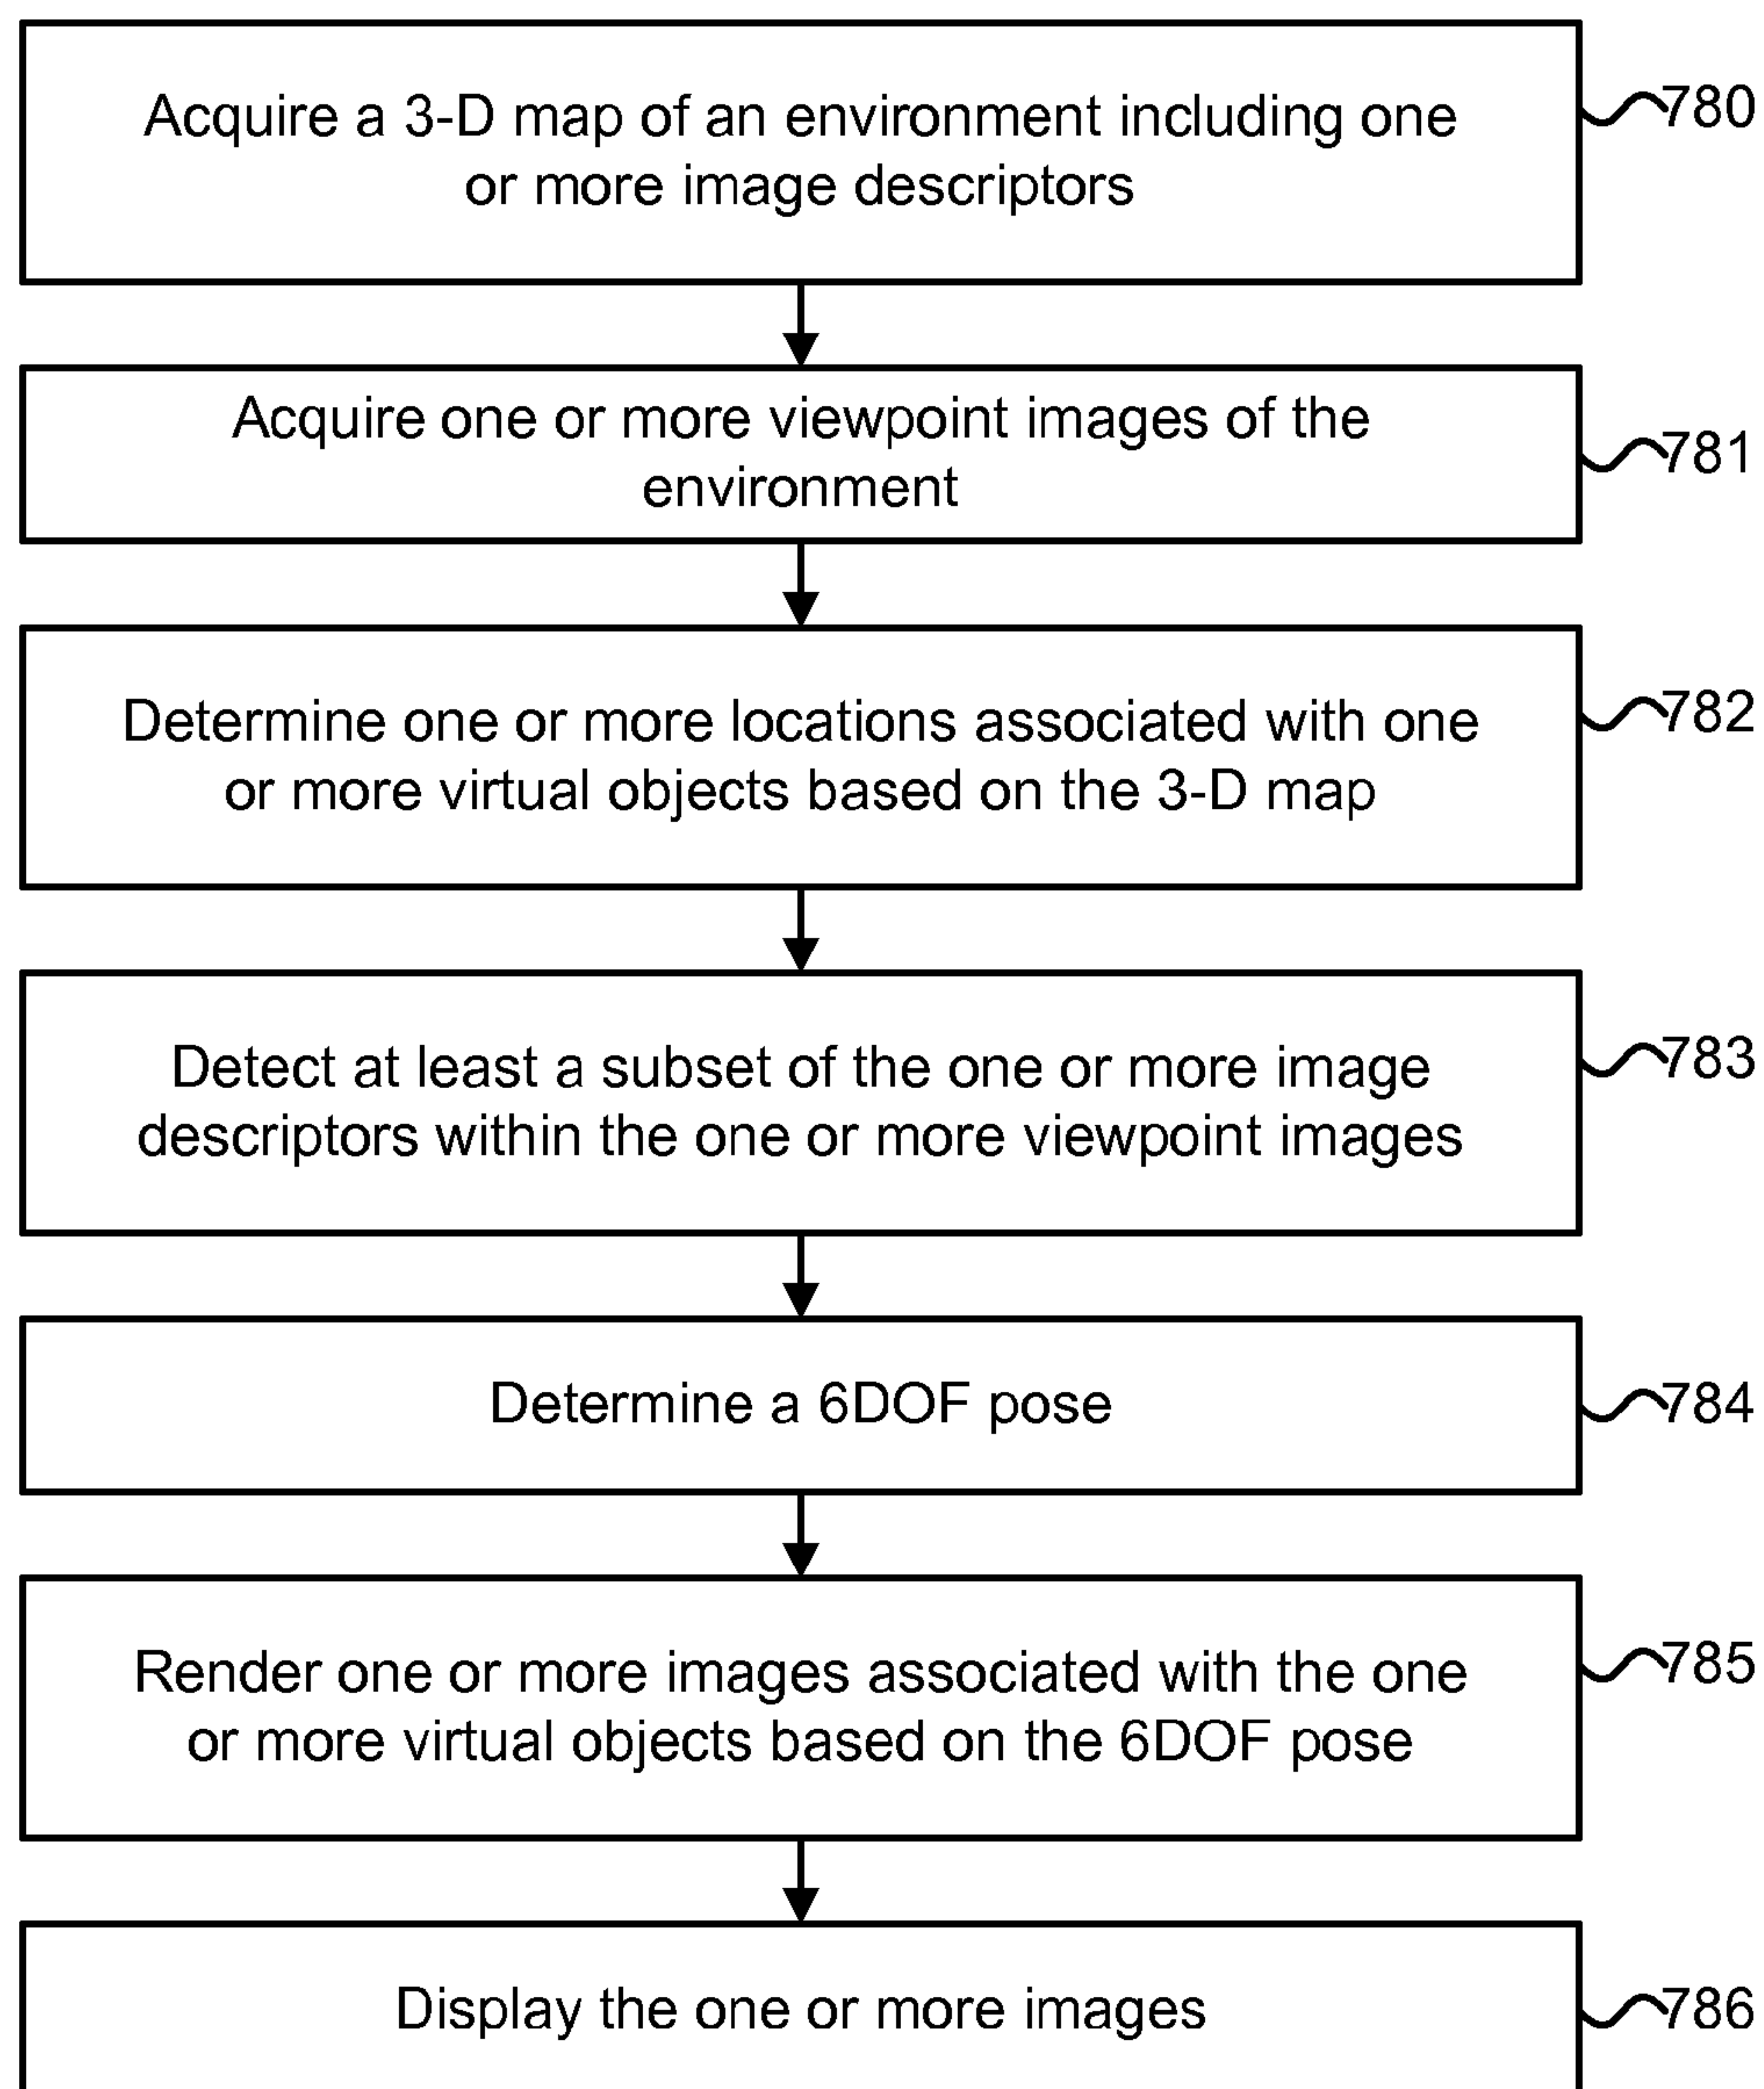 Acquire a 3-D map of an environment including one
or more image descriptors
780
Acquire one or more viewpoint images of the
environment
781
Determine one or more locations associated with one
or more virtual objects based on the 3-D map
782
Detect at least a subset of the one or more image
descriptors within the one or more viewpoint images
783
Determine a 6DOF pose
784
Render one or more images associated with the one
or more virtual objects based on the 6DOF pose
785
Display the one or more images
786